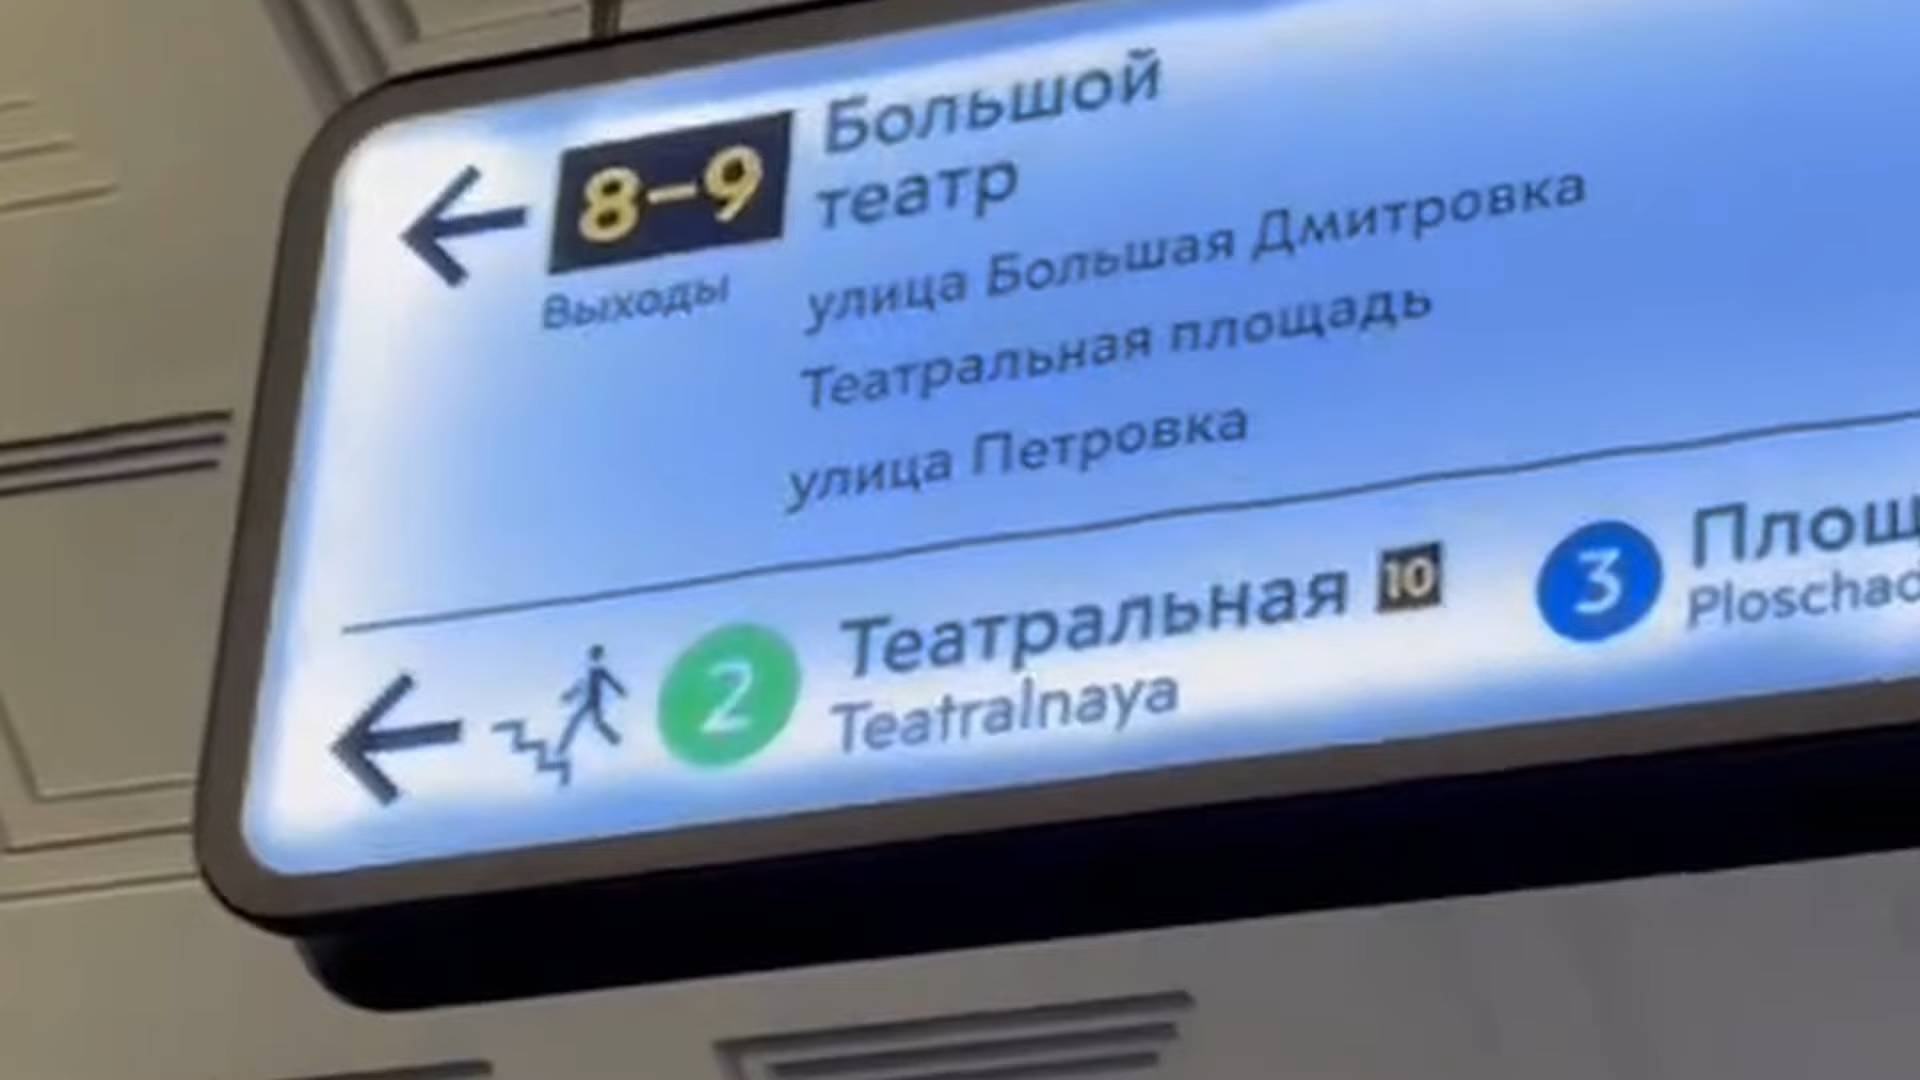 8–9 Большой
театр
Выходы
улица Большая Дмитровка
Театральная площадь
улица Петровка
2 Театральная 10
Teatralnaya
3